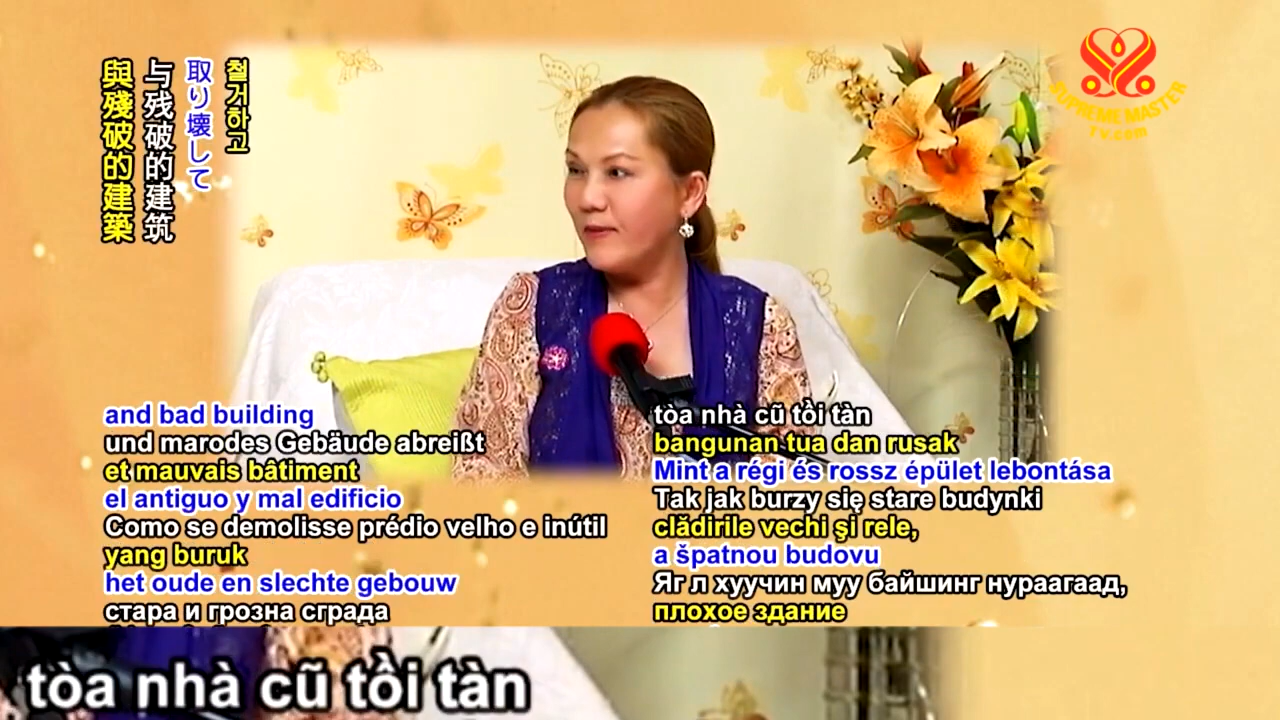 철거하고
取り壊して
与残破的建筑
與殘破的建築
SUPREME MASTER
TV.com
and bad building
und marodes Gebäude abreißt
et mauvais bâtiment
el antiguo y mal edificio
Como se demolisse prédio velho e inútil
yang buruk
het oude en slechte gebouw
стара и грозна сграда
tòa nhà cũ tồi tàn
bangunan tua dan rusak
Mint a régi és rossz épület lebontása
Tak jak burzy się stare budynki
clădirile vechi şi rele,
a špatnou budovu
Яг л хуучин муу байшинг нураагаад,
плохое здание
tòa nhà cũ tồi tàn